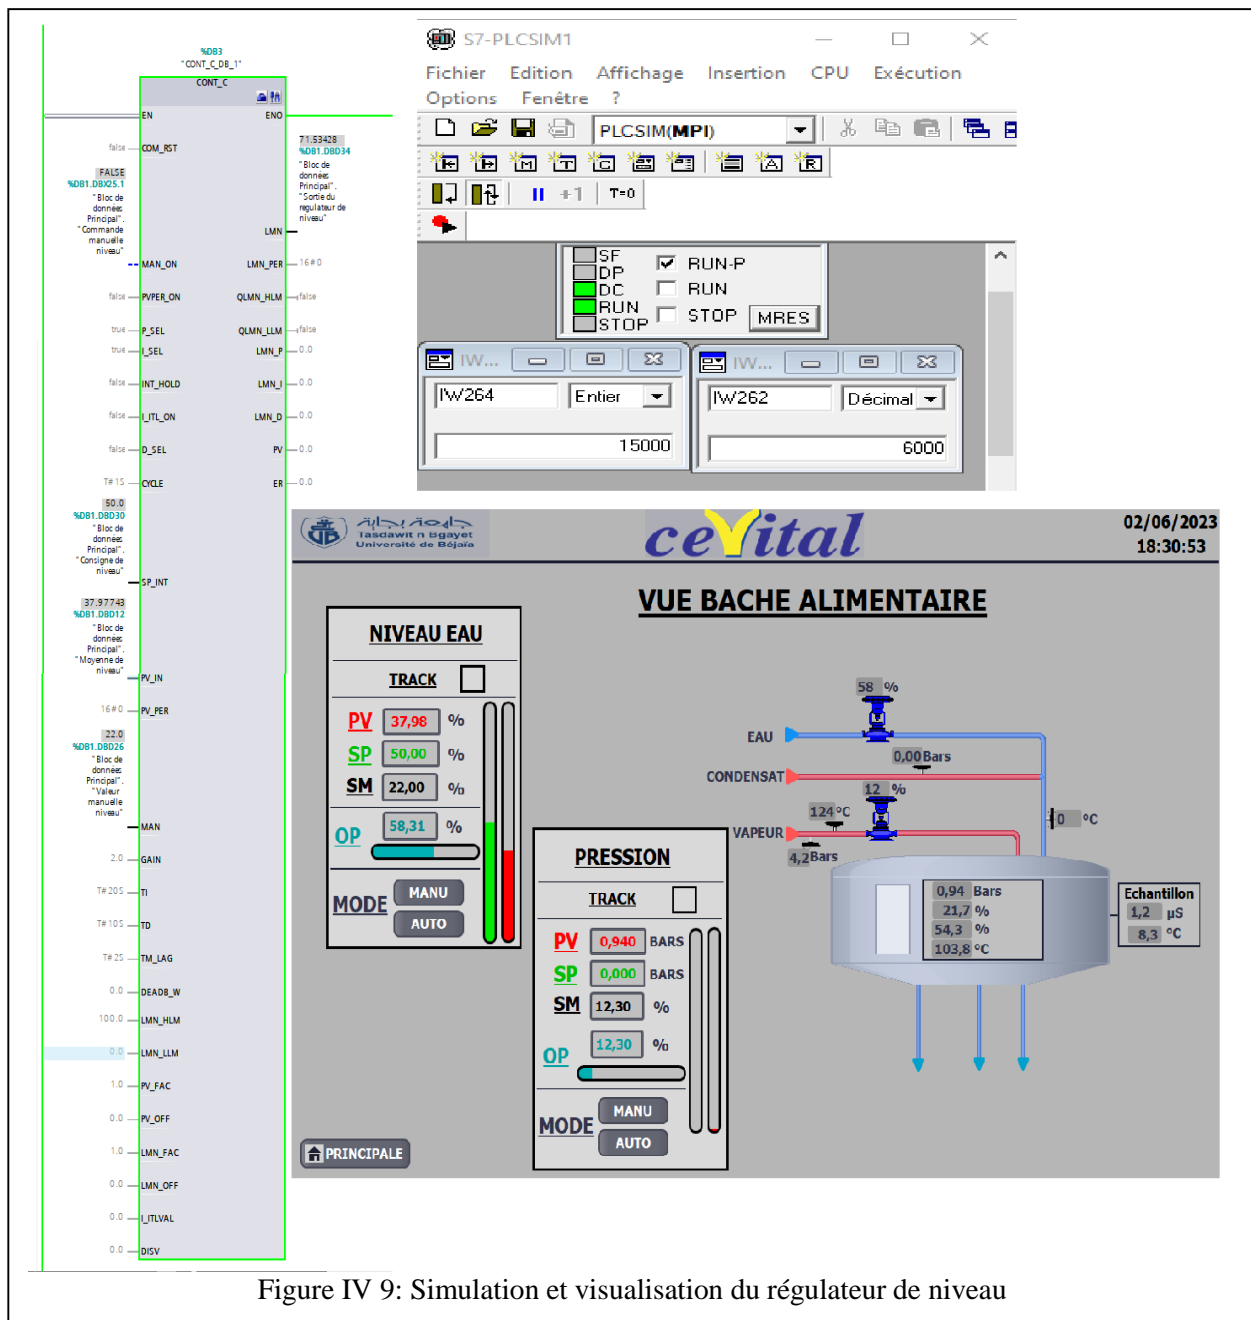 %DB3
"CONT_C_DB_1"
CONT_C
EN
ENO
false
COM_RST
71.53428
%DB1.DBD34
"Bloc de
données
Principal".
"Sortie du
regulateur de
niveau"
LMN
FALSE
%DB1.DBX25.1
"Bloc de
données
Principal".
"Commande
manuelle
niveau"
MAN_ON
LMN_PER
16#0
false
PVPER_ON
QLMN_HLM
false
true
P_SEL
QLMN_LLM
false
true
I_SEL
LMN_P
0.0
false
INT_HOLD
LMN_I
0.0
false
I_ITL_ON
LMN_D
0.0
false
D_SEL
PV
0.0
T#1S
CYCLE
ER
0.0
50.0
%DB1.DBD30
"Bloc de
données
Principal".
"Consigne de
niveau"
SP_INT
37.97743
%DB1.DBD12
"Bloc de
données
Principal".
"Moyenne de
niveau"
PV_IN
16#0
PV_PER
22.0
%DB1.DBD26
"Bloc de
données
Principal".
"Valeur
manuelle
niveau"
MAN
2.0
GAIN
T#20S
TI
T#10S
TD
T#2S
TM_LAG
0.0
DEADB_W
100.0
LMN_HLM
0.0
LMN_LLM
1.0
PV_FAC
0.0
PV_OFF
1.0
LMN_FAC
0.0
LMN_OFF
0.0
I_ITLVAL
0.0
DISV
S7-PLCSIM1
Fichier Edition Affichage Insertion CPU Exécution
Options Fenêtre ?
PLCSIM(MPI)
+1 T=0
SF
DP
DC
RUN
STOP
RUN-P
RUN
STOP
MRES
IW...
IW264
Entier
15000
IW...
IW262
Décimal
6000
جامعة بجاية
Tasdawit n Bgayet
Université de Béjaïa
cevital
02/06/2023
18:30:53
VUE BACHE ALIMENTAIRE
NIVEAU EAU
TRACK
PV 37,98 %
SP 50,00 %
SM 22,00 %
OP 58,31 %
MODE
MANU
AUTO
PRESSION
TRACK
PV 0,940 BARS
SP 0,000 BARS
SM 12,30 %
OP 12,30 %
MODE
MANU
AUTO
58 %
EAU
0,00 Bars
CONDENSAT
12 %
124 °C
VAPEUR
4,2 Bars
0 °C
0,94 Bars
21,7 %
54,3 %
103,8 °C
Echantillon
1,2 µS
8,3 °C
PRINCIPALE
Figure IV 9: Simulation et visualisation du régulateur de niveau